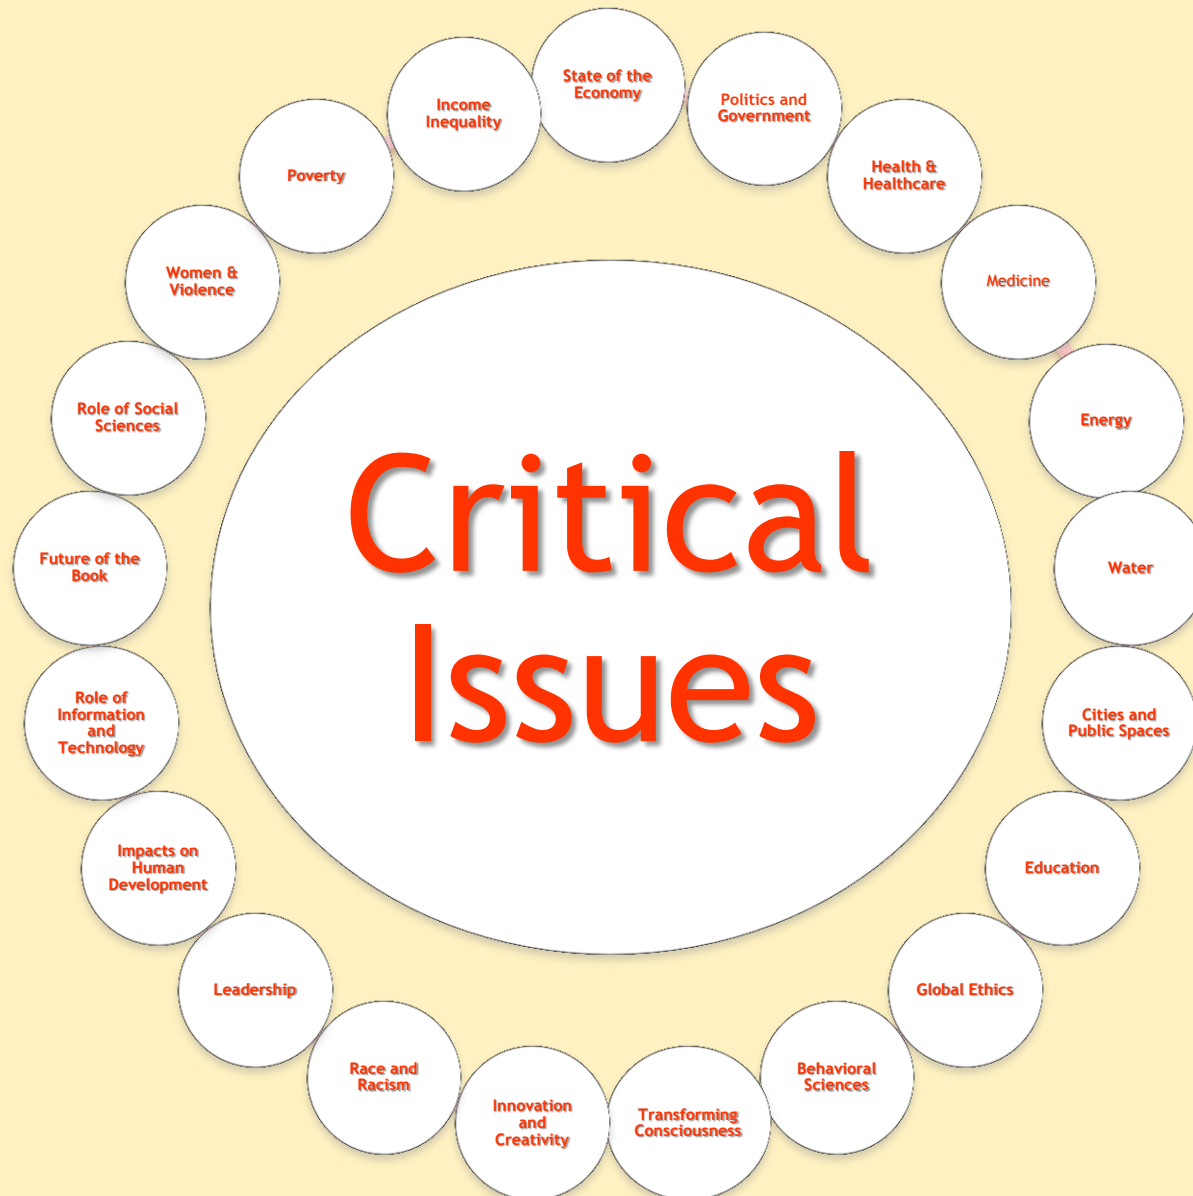 Critical
Issues
State of the
Economy
Politics and
Government
Health &
Healthcare
Medicine
Energy
Water
Cities and
Public Spaces
Education
Global Ethics
Behavioral
Sciences
Transforming
Consciousness
Innovation
and
Creativity
Race and
Racism
Leadership
Impacts on
Human
Development
Role of
Information
and
Technology
Future of the
Book
Role of Social
Sciences
Women &
Violence
Poverty
Income
Inequality